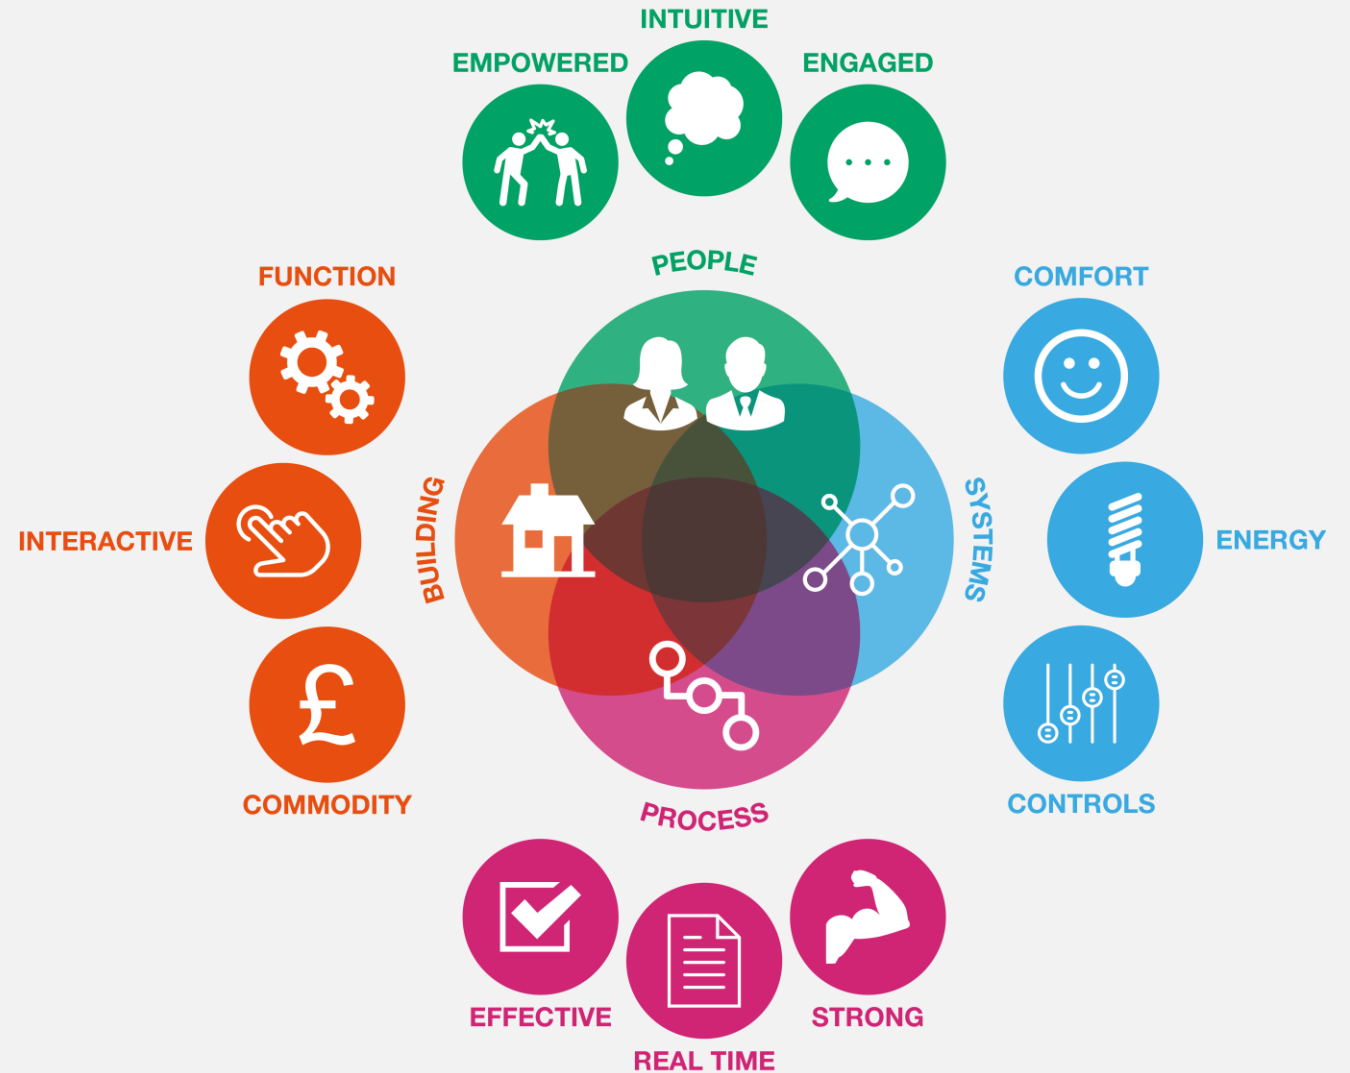 INTUITIVE
EMPOWERED
ENGAGED
PEOPLE
FUNCTION
COMFORT
BUILDING
SYSTEMS
INTERACTIVE
ENERGY
£
COMMODITY
CONTROLS
PROCESS
EFFECTIVE
STRONG
REAL TIME